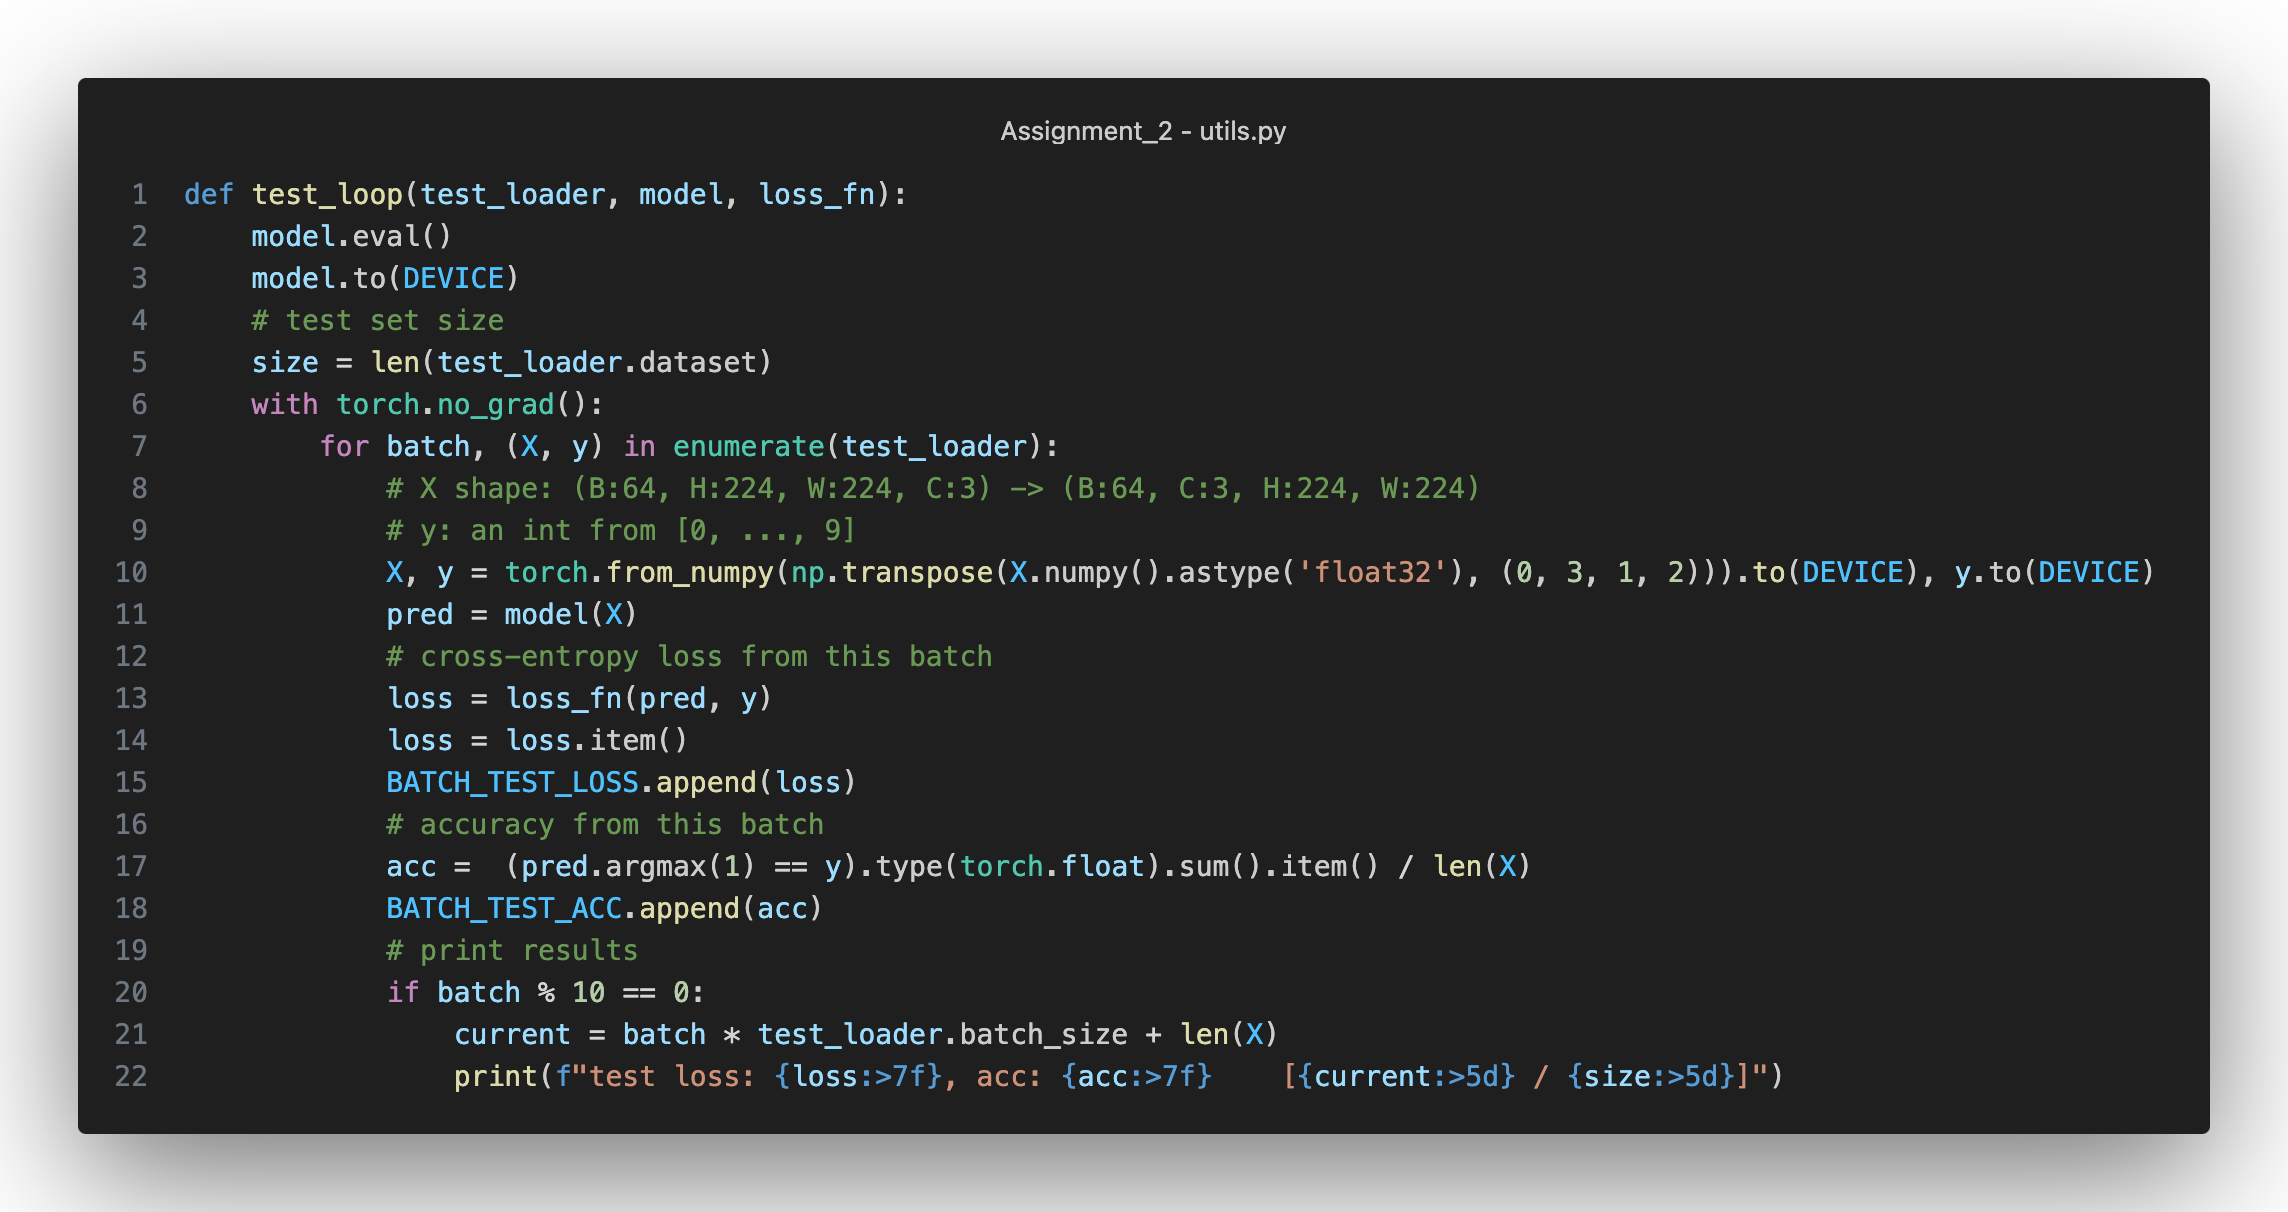 Assignment_2 - utils.py
1 def test_loop(test_loader, model, loss_fn):
2     model.eval()
3     model.to(DEVICE)
4     # test set size
5     size = len(test_loader.dataset)
6     with torch.no_grad():
7         for batch, (X, y) in enumerate(test_loader):
8             # X shape: (B:64, H:224, W:224, C:3) -> (B:64, C:3, H:224, W:224)
9             # y: an int from [0, ..., 9]
10             X, y = torch.from_numpy(np.transpose(X.numpy().astype('float32'), (0, 3, 1, 2))).to(DEVICE), y.to(DEVICE)
11             pred = model(X)
12             # cross-entropy loss from this batch
13             loss = loss_fn(pred, y)
14             loss = loss.item()
15             BATCH_TEST_LOSS.append(loss)
16             # accuracy from this batch
17             acc =  (pred.argmax(1) == y).type(torch.float).sum().item() / len(X)
18             BATCH_TEST_ACC.append(acc)
19             # print results
20             if batch % 10 == 0:
21                 current = batch * test_loader.batch_size + len(X)
22                 print(f"test loss: {loss:>7f}, acc: {acc:>7f}    [{current:>5d} / {size:>5d}]")